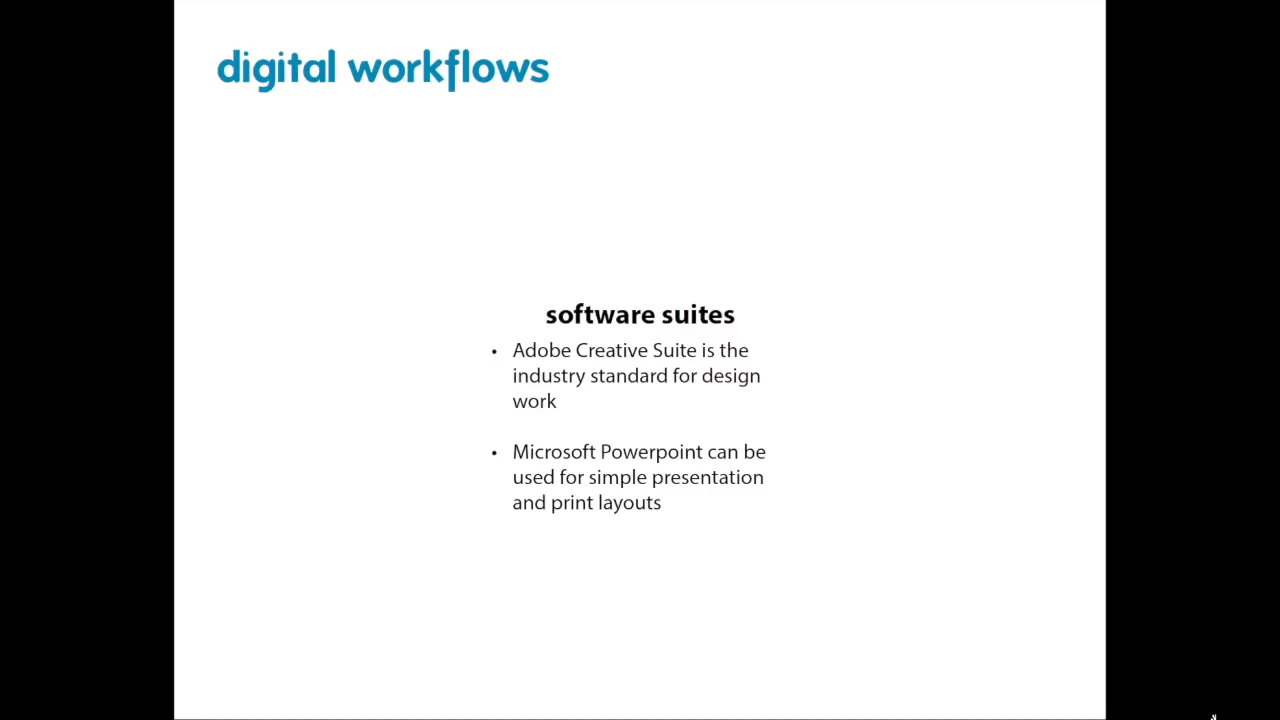 digital workflows
software suites
• Adobe Creative Suite is the
industry standard for design
work
• Microsoft Powerpoint can be
used for simple presentation
and print layouts